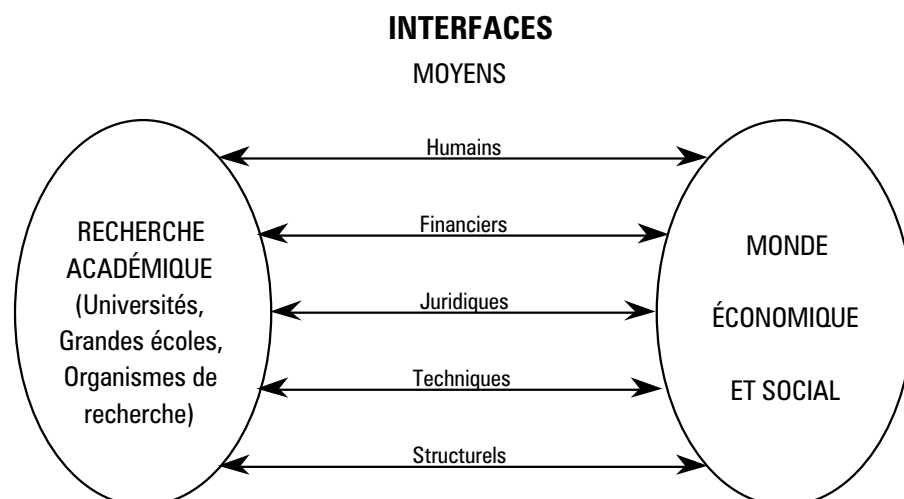 INTERFACES
MOYENS
Humains
Financiers
Juridiques
Techniques
Structurels
RECHERCHE
ACADÉMIQUE
(Universités,
Grandes écoles,
Organismes de
recherche)
MONDE
ÉCONOMIQUE
ET SOCIAL